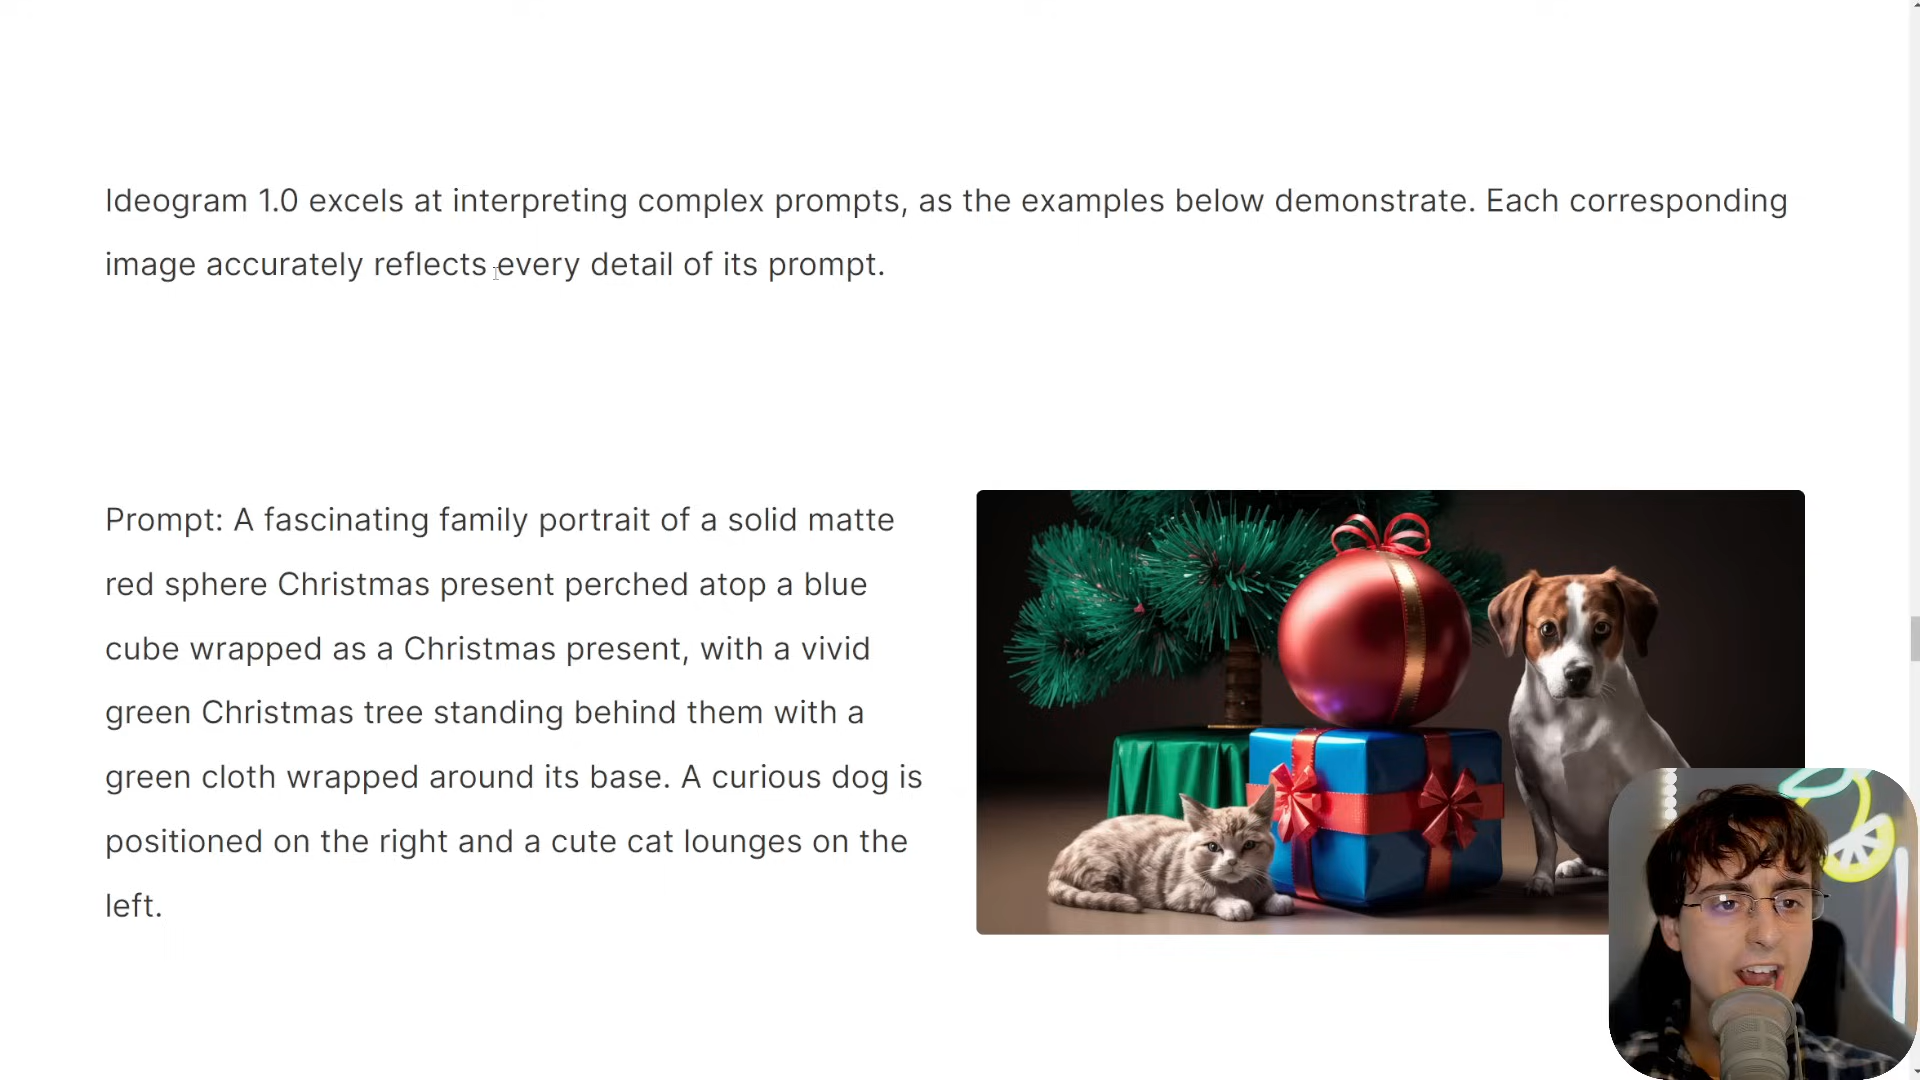 Ideogram 1.0 excels at interpreting complex prompts, as the examples below demonstrate. Each corresponding
image accurately reflects every detail of its prompt.
Prompt: A fascinating family portrait of a solid matte
red sphere Christmas present perched atop a blue
cube wrapped as a Christmas present, with a vivid
green Christmas tree standing behind them with a
green cloth wrapped around its base. A curious dog is
positioned on the right and a cute cat lounges on the
left.